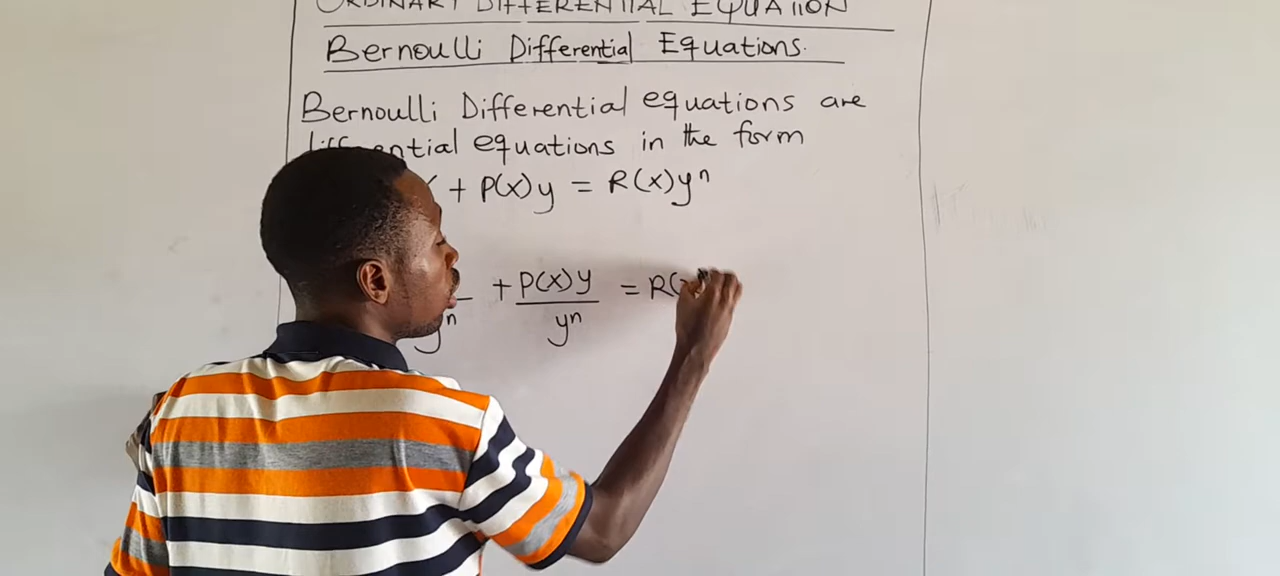 ORDINARY DIFFERENTIAL EQUATION
Bernoulli Differential Equations.
Bernoulli Differential equations are
differential equations in the form
+ P(x)y = R(x)yⁿ
+ P(x)y = R(x)
yⁿ yⁿ